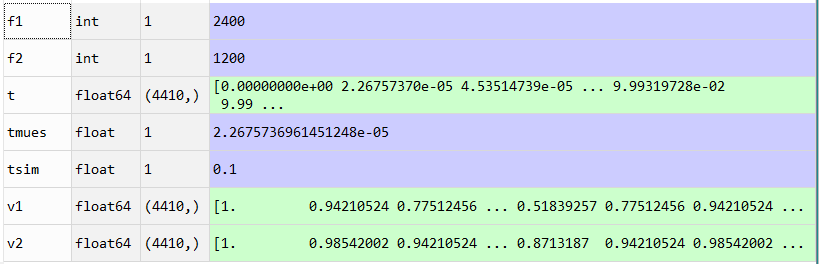 f1 int 1 2400
f2 int 1 1200
t float64 (4410,) [0.00000000e+00 2.26757370e-05 4.53514739e-05 ... 9.99319728e-02
9.99 ...
tmues float 1 2.2675736961451248e-05
tsim float 1 0.1
v1 float64 (4410,) [1. 0.94210524 0.77512456 ... 0.51839257 0.77512456 0.94210524 ...
v2 float64 (4410,) [1. 0.98542002 0.94210524 ... 0.8713187 0.94210524 0.98542002 ...